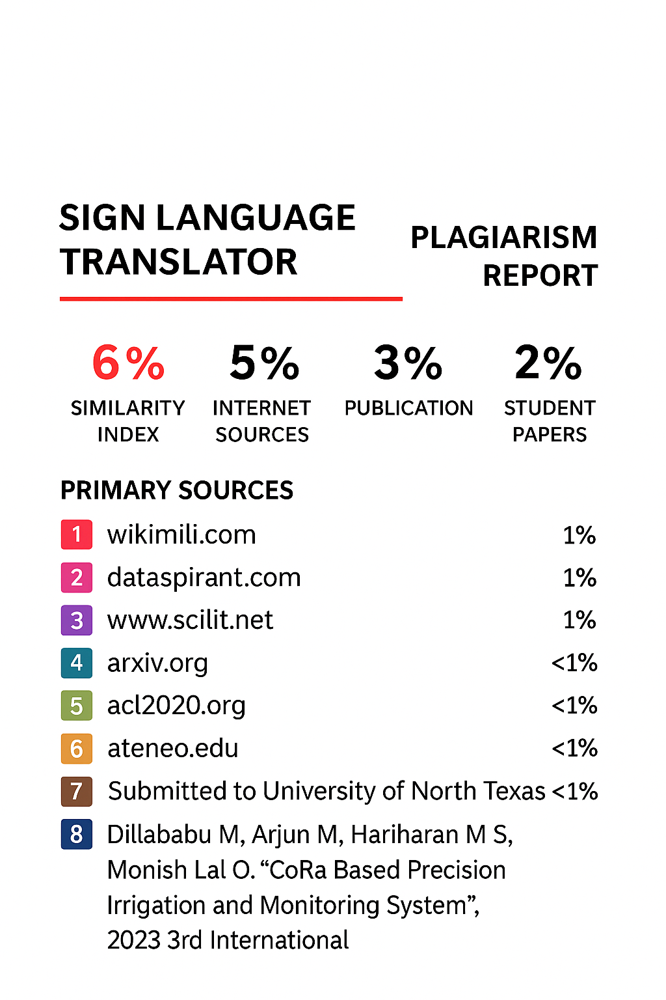 SIGN LANGUAGE
TRANSLATOR
PLAGIARISM
REPORT
6% 5% 3% 2%
SIMILARITY INTERNET PUBLICATION STUDENT
INDEX SOURCES PAPERS
PRIMARY SOURCES
1 wikimili.com 1%
2 dataspirant.com 1%
3 www.scilit.net 1%
4 arxiv.org <1%
5 acl2020.org <1%
6 ateneo.edu <1%
7 Submitted to University of North Texas <1%
8 Dillababu M, Arjun M, Hariharan M S,
Monish Lal O. “CoRa Based Precision
Irrigation and Monitoring System”,
2023 3rd International